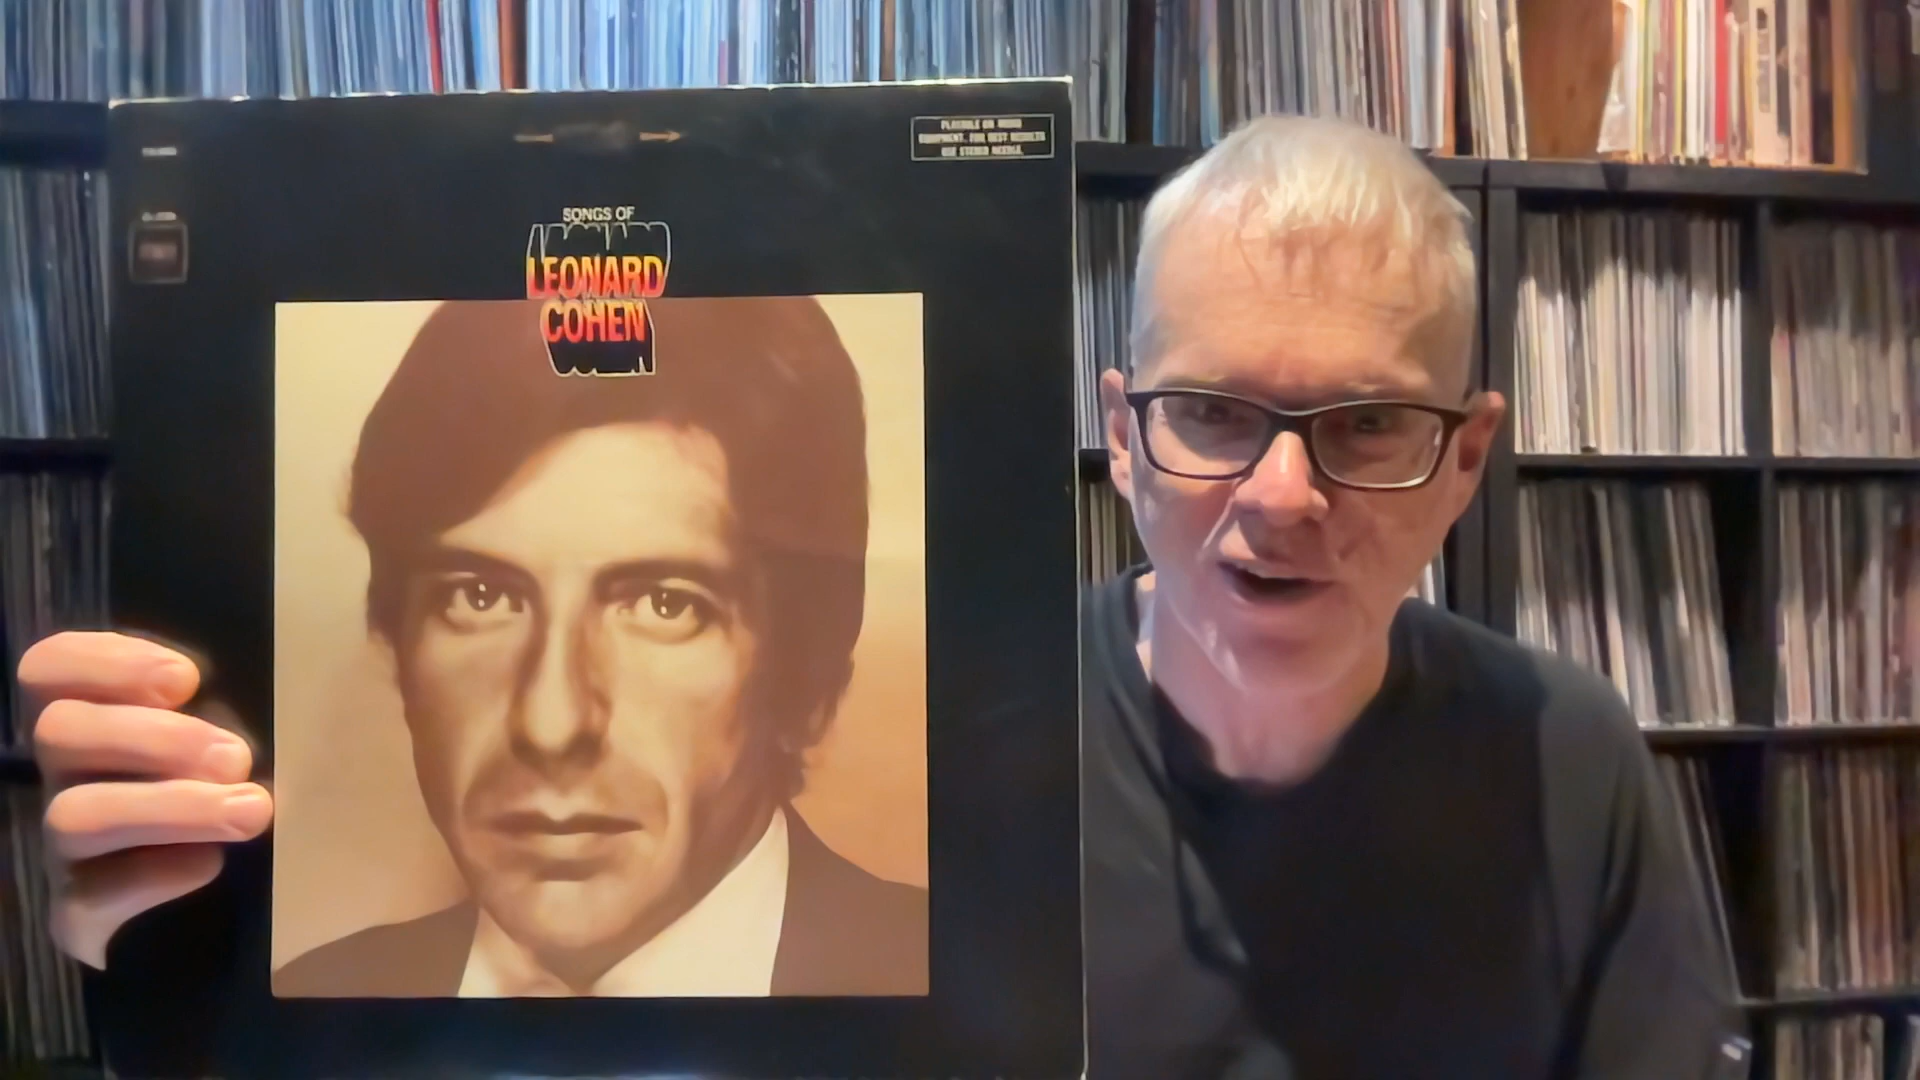 PLAYABLE ON MONO
EQUIPMENT. FOR BEST RESULTS
USE STEREO NEEDLE.
SONGS OF
LEONARD
COHEN